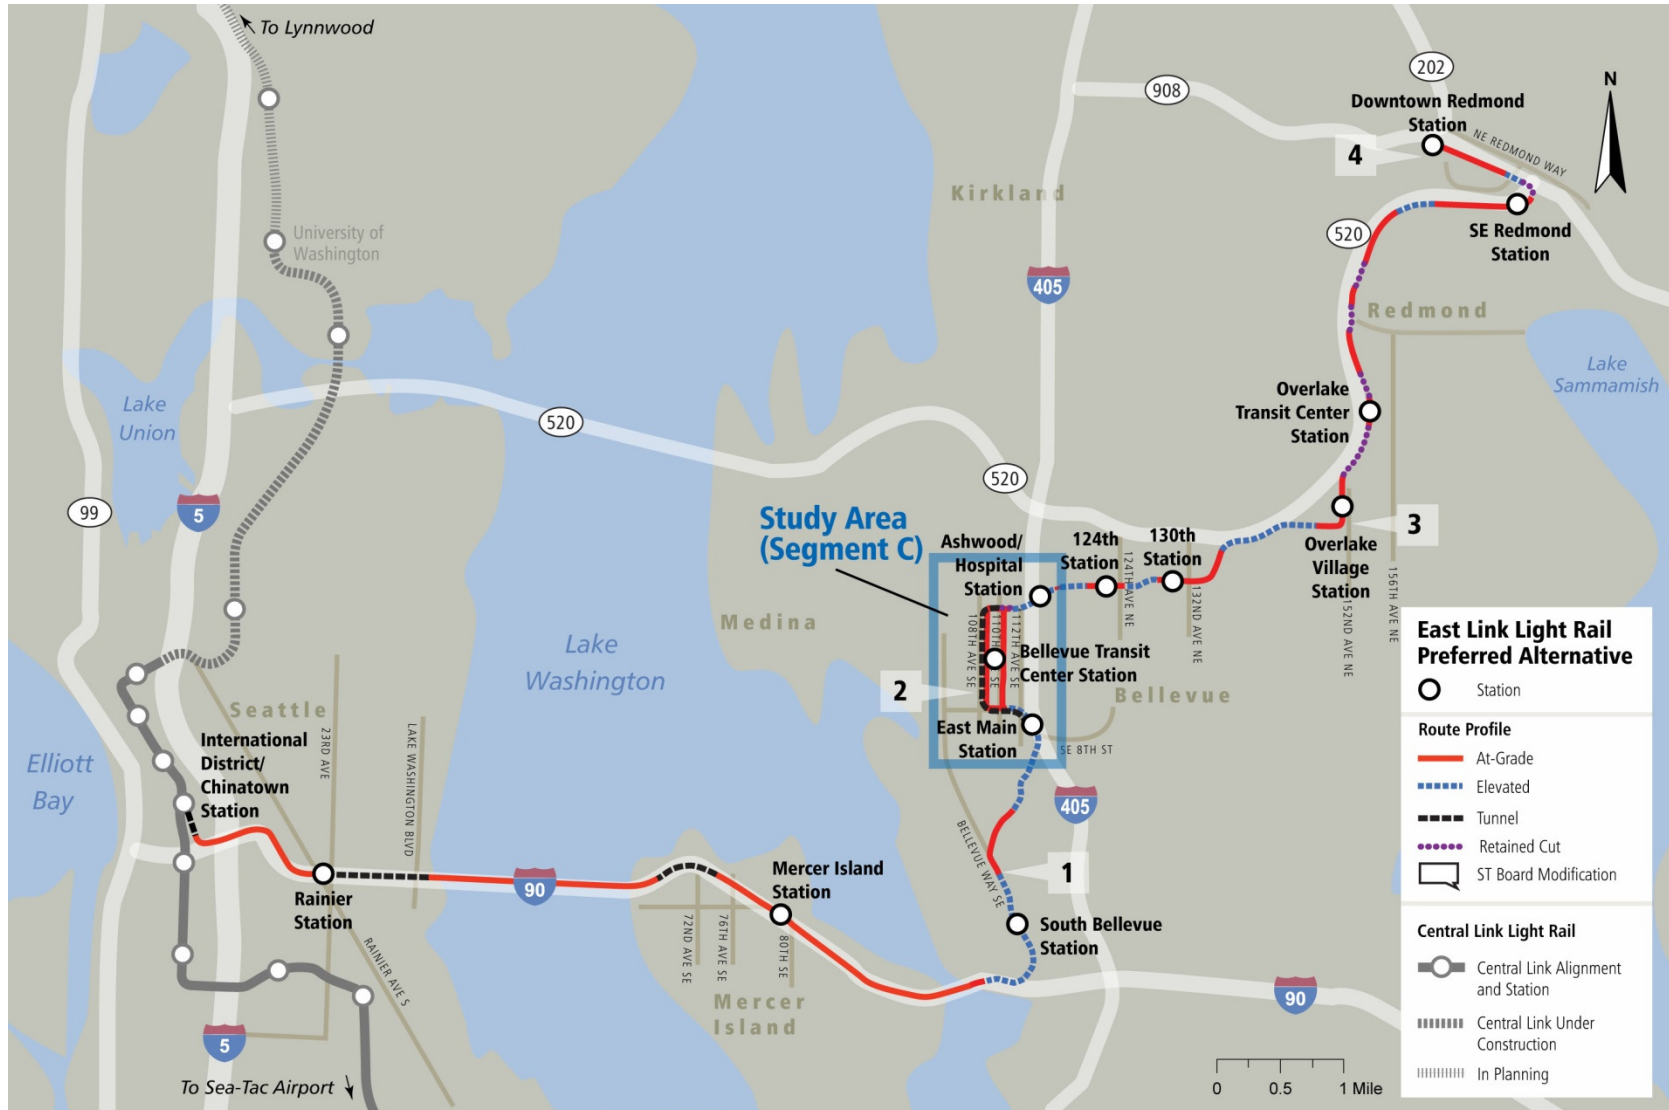 To Lynnwood
University of
Washington
Lake
Union
99
5
520
Kirkland
908
202
Downtown Redmond
Station
4
NE REDMOND WAY
N
520
SE Redmond
Station
Redmond
405
Lake
Sammamish
Overlake
Transit Center
Station
520
Study Area
(Segment C)
Ashwood/
Hospital
Station
124th
Station
130th
Station
3
Overlake
Village
Station
124TH AVE NE
132ND AVE NE
152ND AVE NE
156TH AVE NE
Medina
Lake
Washington
108TH AVE SE
110TH
SE
112TH AVE SE
Bellevue Transit
Center Station
2
Bellevue
East Main
Station
SE 8TH ST
Seattle
International
District/
Chinatown
Station
23RD AVE
LAKE WASHINGTON BLVD
Elliott
Bay
405
BELLEVUE WAY SE
1
Rainier
Station
90
Mercer Island
Station
South Bellevue
Station
72ND AVE SE
76TH AVE SE
80TH SE
RAINIER AVE S
Mercer
Island
90
5
To Sea-Tac Airport
0 0.5 1 Mile
East Link Light Rail
Preferred Alternative
Station
Route Profile
At-Grade
Elevated
Tunnel
Retained Cut
ST Board Modification
Central Link Light Rail
Central Link Alignment
and Station
Central Link Under
Construction
In Planning